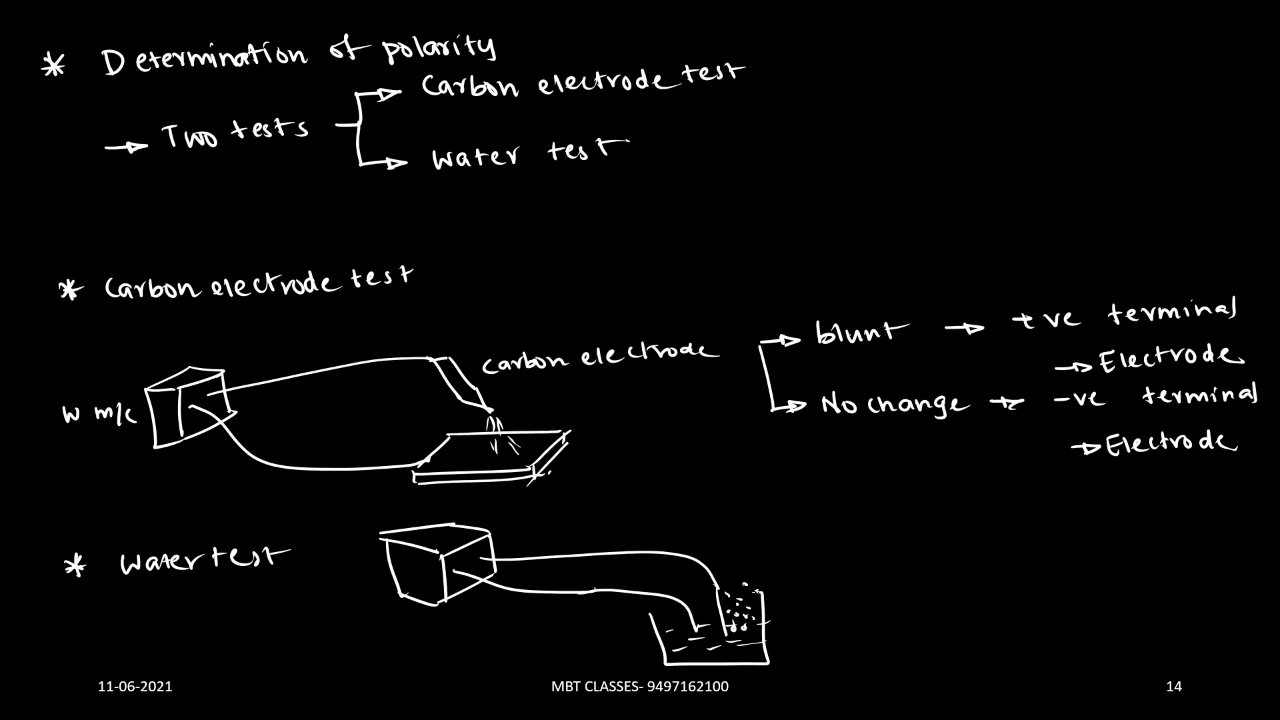 * Determination of polarity
→ Two tests → Carbon electrode test
→ water test
* Carbon electrode test
carbon electrode → blunt → +ve terminal
→ Electrode
W m/c → No change → -ve terminal
→ Electrode
* Water test
11-06-2021 MBT CLASSES- 9497162100 14